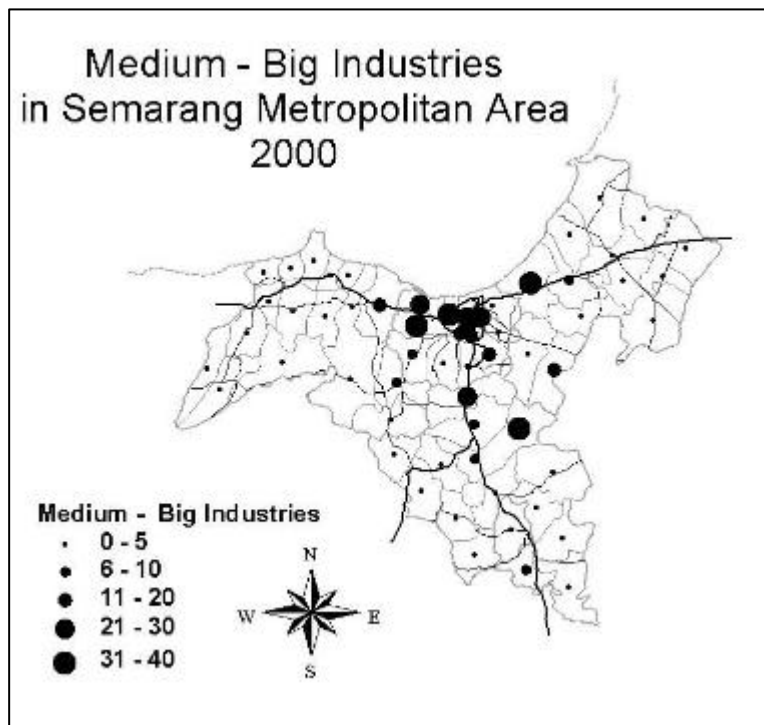 Medium - Big Industries
in Semarang Metropolitan Area
2000
Medium - Big Industries
0 - 5
6 - 10
11 - 20
21 - 30
31 - 40
N
W E
S